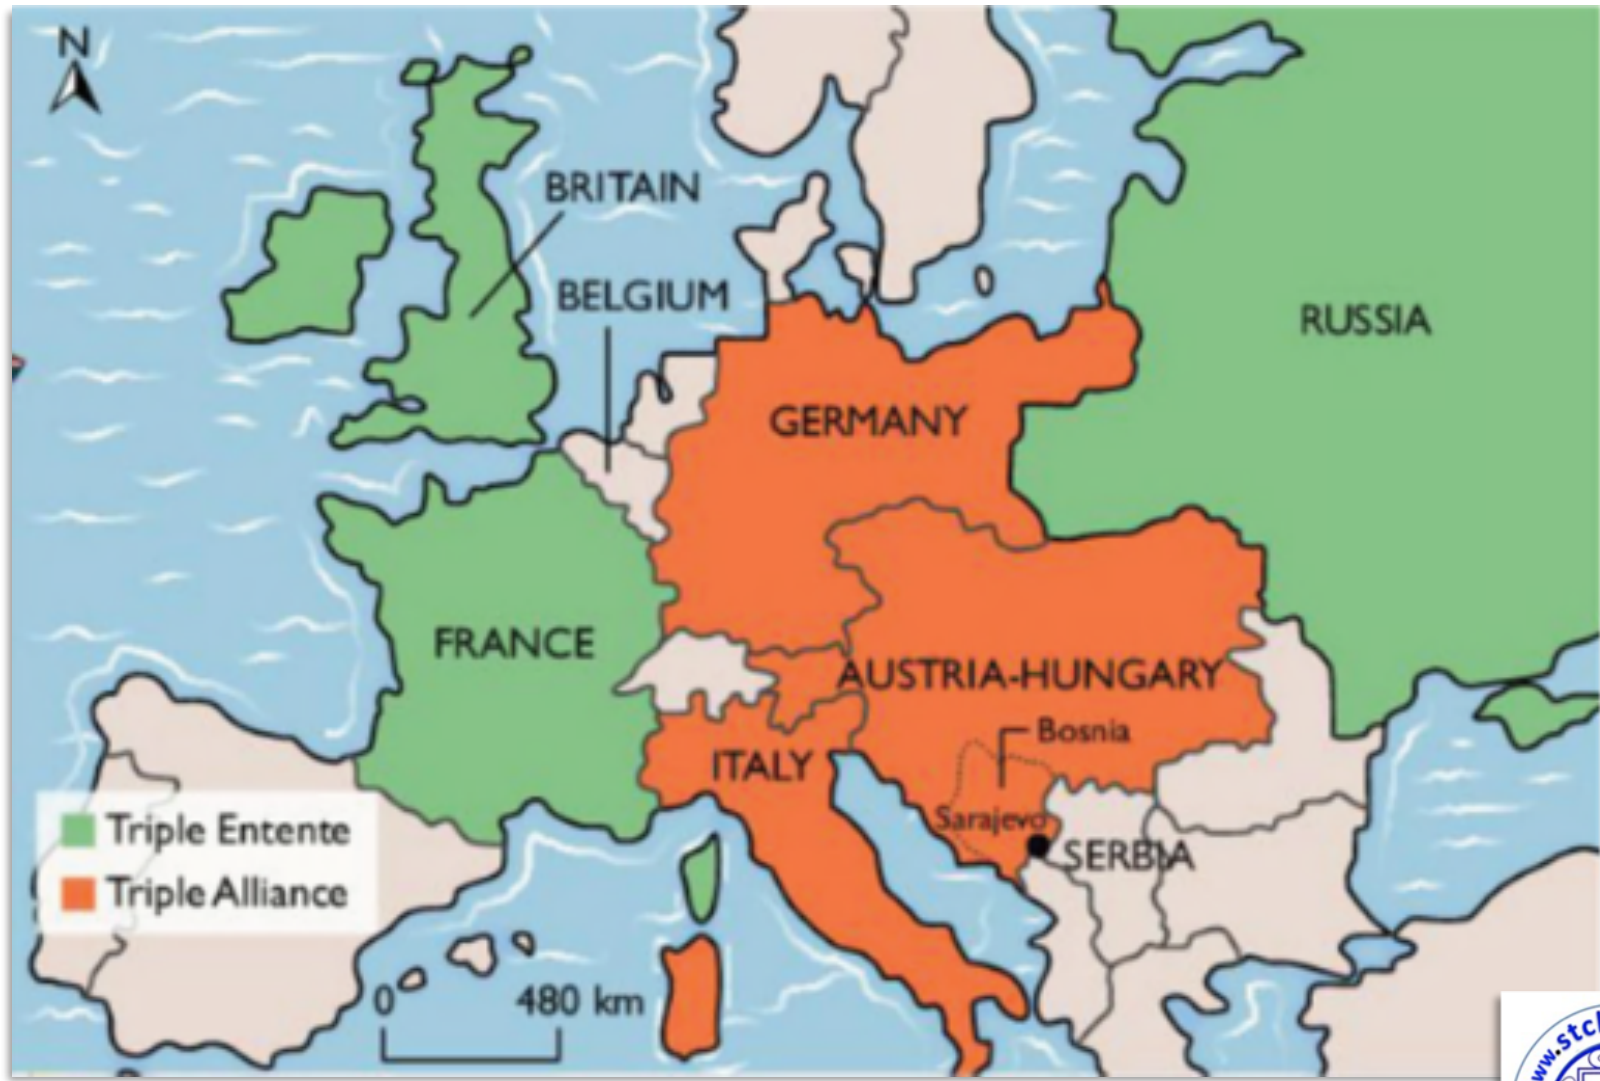 N
BRITAIN
BELGIUM
RUSSIA
GERMANY
FRANCE
AUSTRIA-HUNGARY
Bosnia
ITALY
Sarajevo
SERBIA
Triple Entente
Triple Alliance
0 480 km